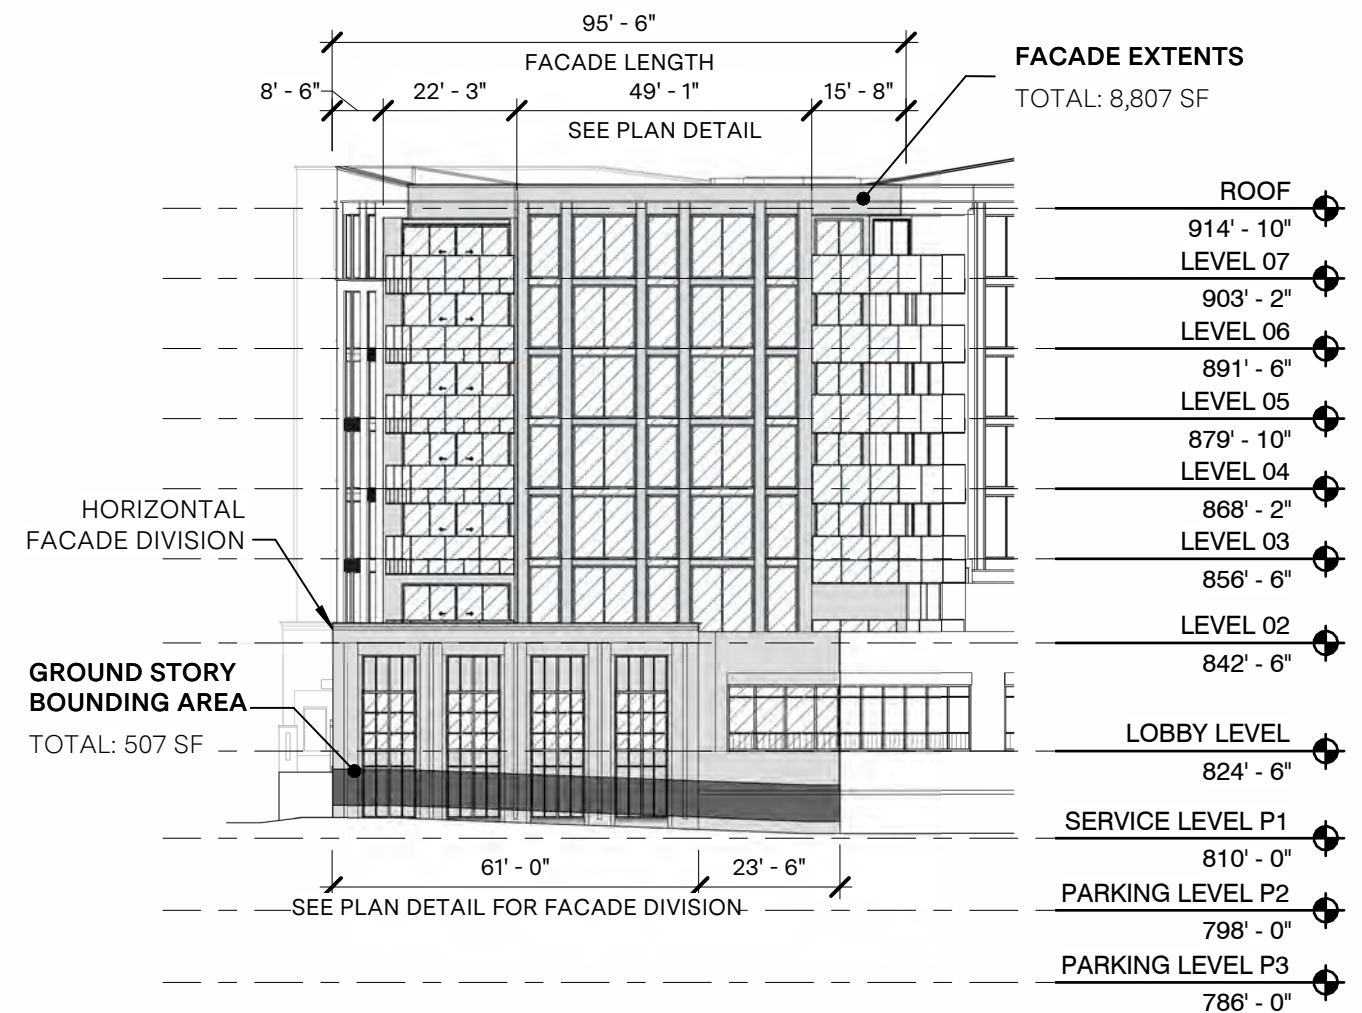 95' - 6"
FACADE LENGTH
8' - 6"
22' - 3"
49' - 1"
15' - 8"
SEE PLAN DETAIL
FACADE EXTENTS
TOTAL: 8,807 SF
ROOF
914' - 10"
LEVEL 07
903' - 2"
LEVEL 06
891' - 6"
LEVEL 05
879' - 10"
LEVEL 04
868' - 2"
LEVEL 03
856' - 6"
LEVEL 02
842' - 6"
LOBBY LEVEL
824' - 6"
SERVICE LEVEL P1
810' - 0"
PARKING LEVEL P2
798' - 0"
PARKING LEVEL P3
786' - 0"
HORIZONTAL
FACADE DIVISION
GROUND STORY
BOUNDING AREA
TOTAL: 507 SF
61' - 0"
23' - 6"
SEE PLAN DETAIL FOR FACADE DIVISION